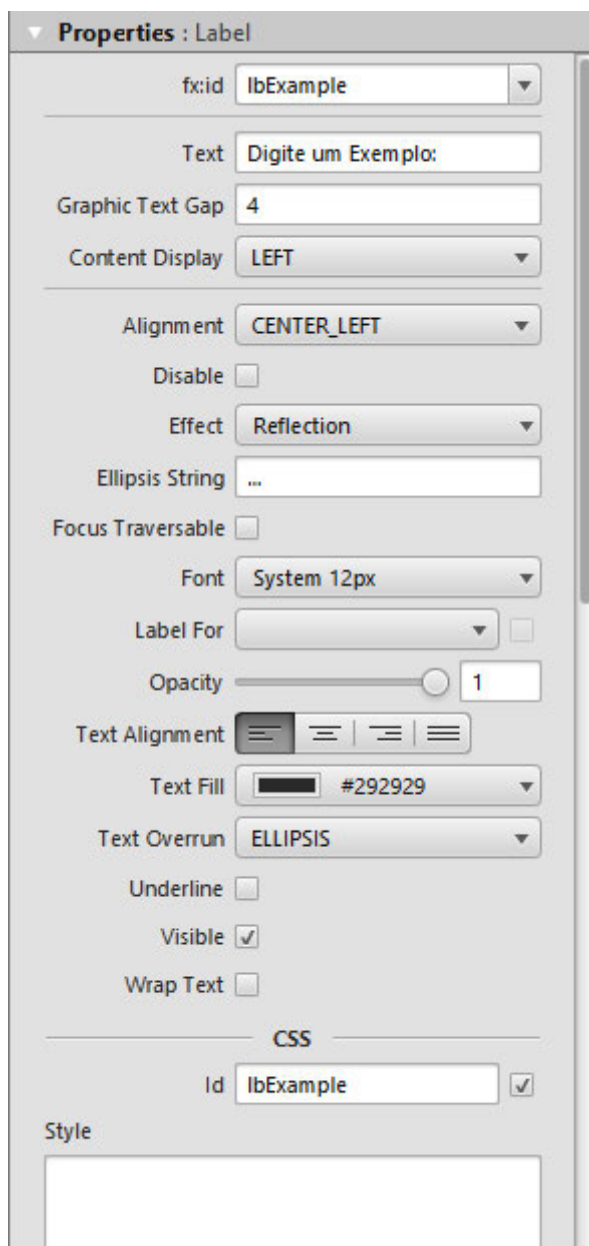 Properties : Label
fx:id lbExample
Text Digite um Exemplo:
Graphic Text Gap 4
Content Display LEFT
Alignment CENTER_LEFT
Disable
Effect Reflection
Ellipsis String ...
Focus Traversable
Font System 12px
Label For
Opacity 1
Text Alignment
Text Fill #292929
Text Overrun ELLIPSIS
Underline
Visible
Wrap Text
CSS
Id lbExample
Style